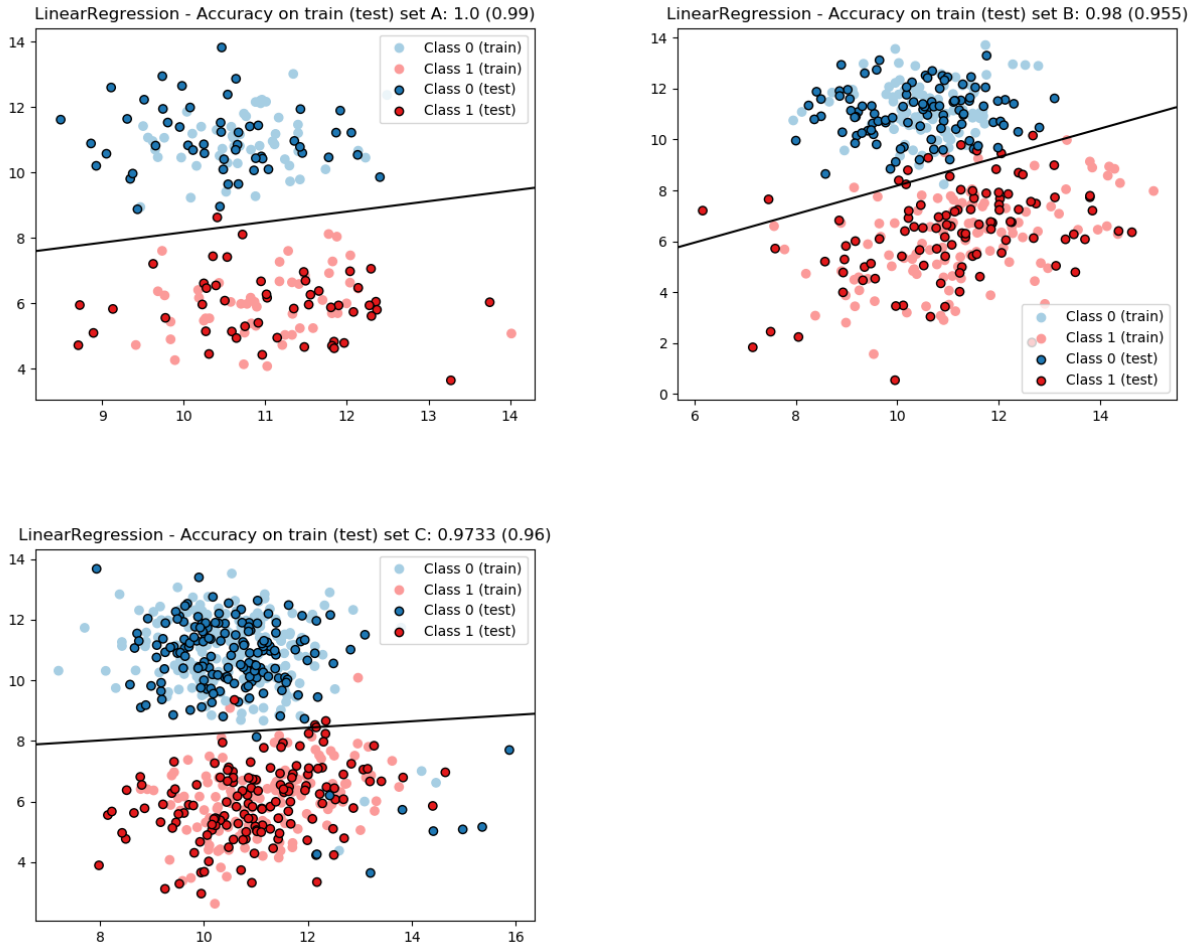 LinearRegression - Accuracy on train (test) set A: 1.0 (0.99)
14
12
10
8
6
4
9
10
11
12
13
14
Class 0 (train)
Class 1 (train)
Class 0 (test)
Class 1 (test)
LinearRegression - Accuracy on train (test) set B: 0.98 (0.955)
14
12
10
8
6
4
2
0
6
8
10
12
14
Class 0 (train)
Class 1 (train)
Class 0 (test)
Class 1 (test)
LinearRegression - Accuracy on train (test) set C: 0.9733 (0.96)
14
12
10
8
6
4
8
10
12
14
16
Class 0 (train)
Class 1 (train)
Class 0 (test)
Class 1 (test)